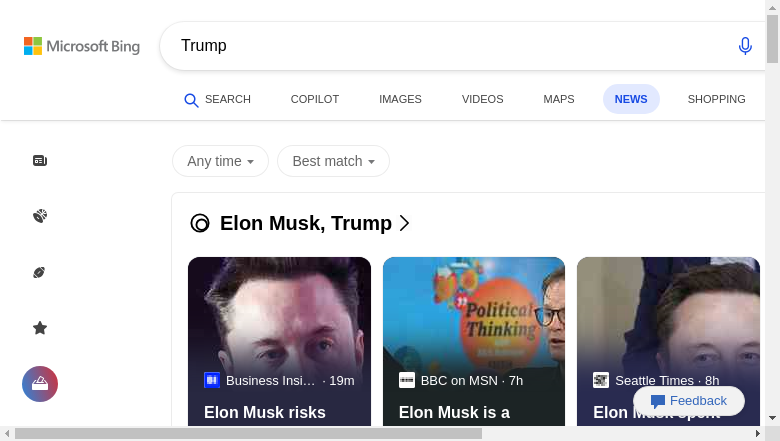 Microsoft Bing
Trump
SEARCH COPILOT IMAGES VIDEOS MAPS NEWS SHOPPING
Any time Best match
Elon Musk, Trump
Political
Thinking
Business Insi... · 19m
BBC on MSN · 7h
Seattle Times · 8h
Feedback
Elon Musk risks
Elon Musk is a
Elon Musk spent